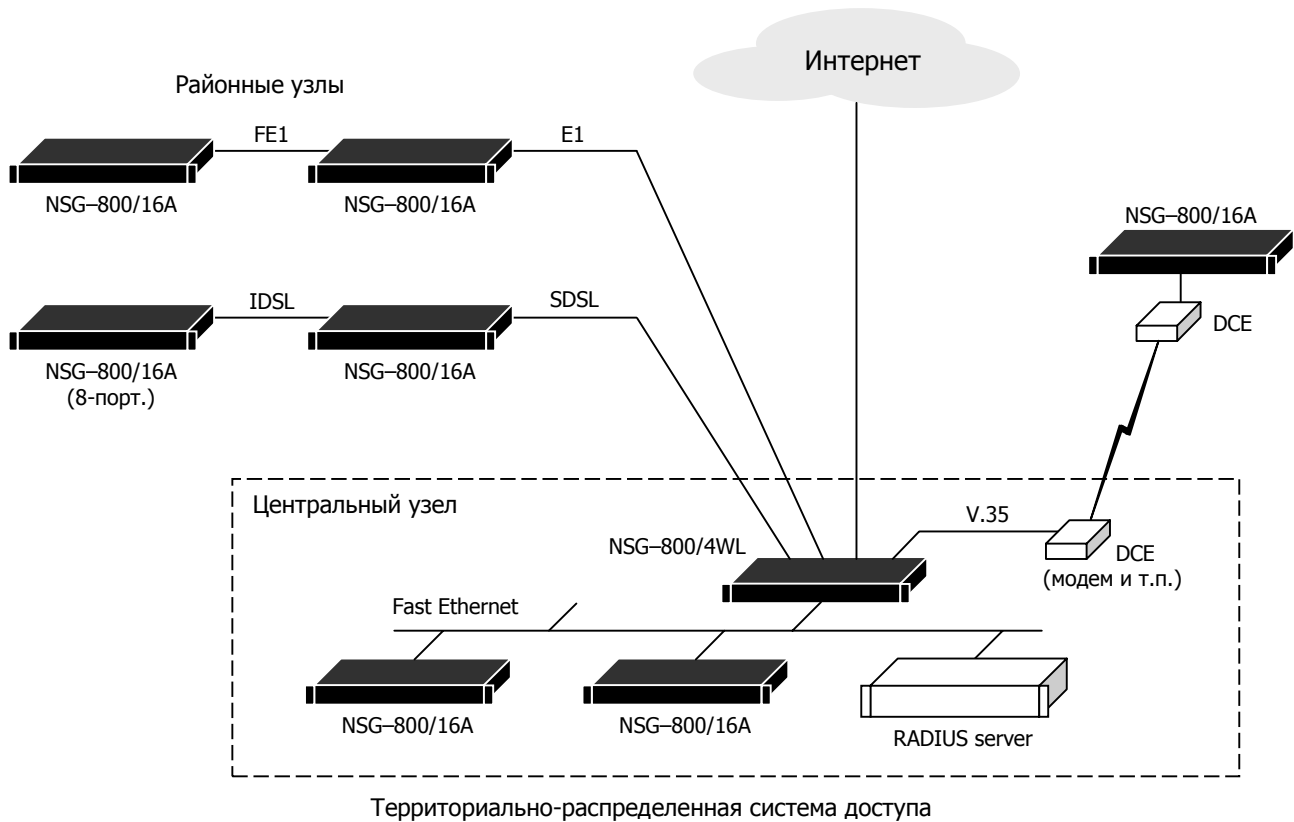 Интернет
Районные узлы
FE1
E1
NSG–800/16A
NSG–800/16A
NSG–800/16A
IDSL
SDSL
DCE
NSG–800/16A
(8-порт.)
NSG–800/16A
Центральный узел
V.35
NSG–800/4WL
DCE
(модем и т.п.)
Fast Ethernet
NSG–800/16A
NSG–800/16A
RADIUS server
Территориально-распределенная система доступа